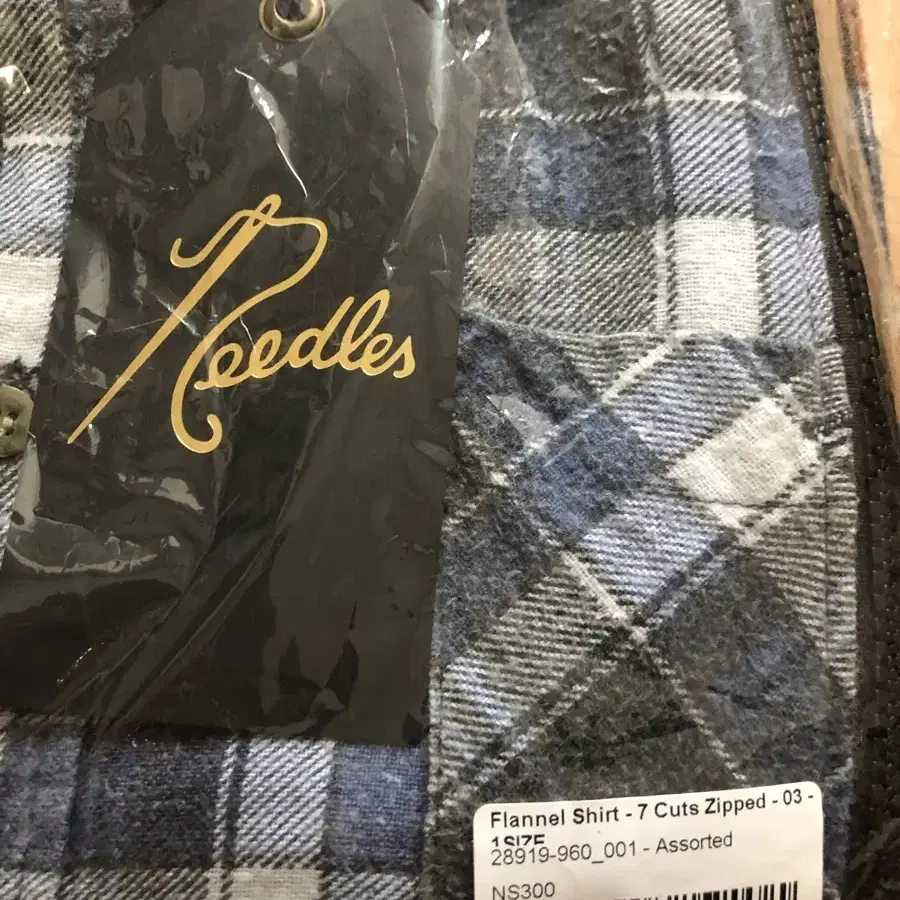 Needles
Flannel Shirt - 7 Cuts Zipped - 03 -
1SIZE
28919-960_001 - Assorted
NS300